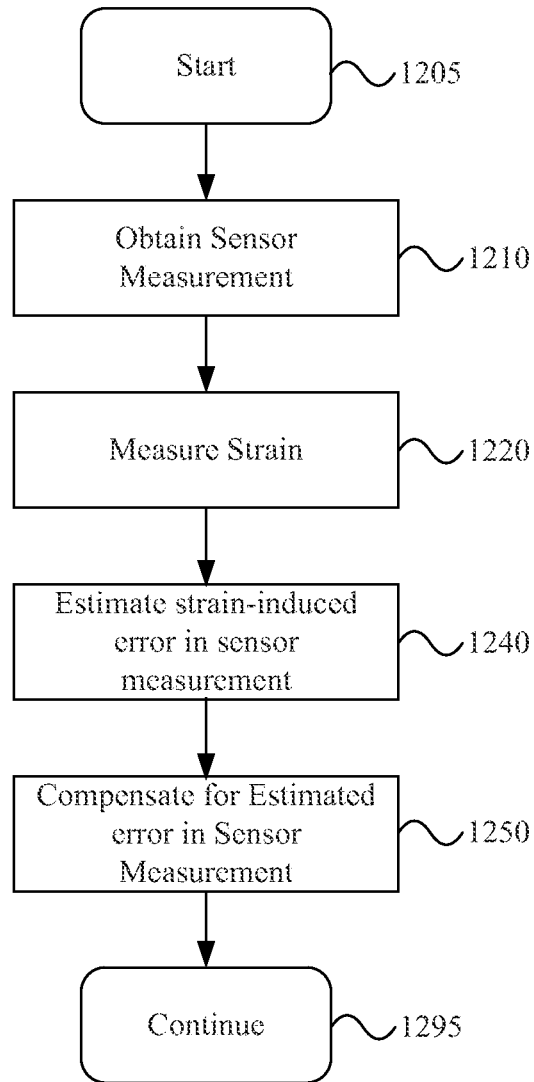 Start
1205
Obtain Sensor
Measurement
1210
Measure Strain
1220
Estimate strain-induced
error in sensor
measurement
1240
Compensate for Estimated
error in Sensor
Measurement
1250
Continue
1295